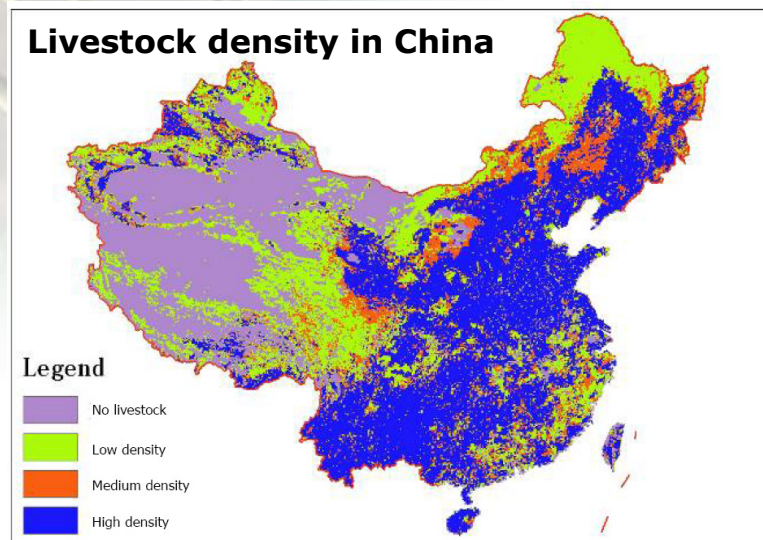 Livestock density in China
Legend
No livestock
Low density
Medium density
High density